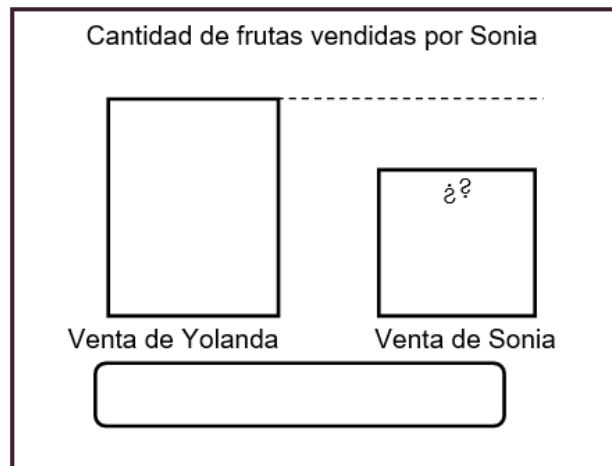 Cantidad de frutas vendidas por Sonia
¿?
Venta de Yolanda
Venta de Sonia